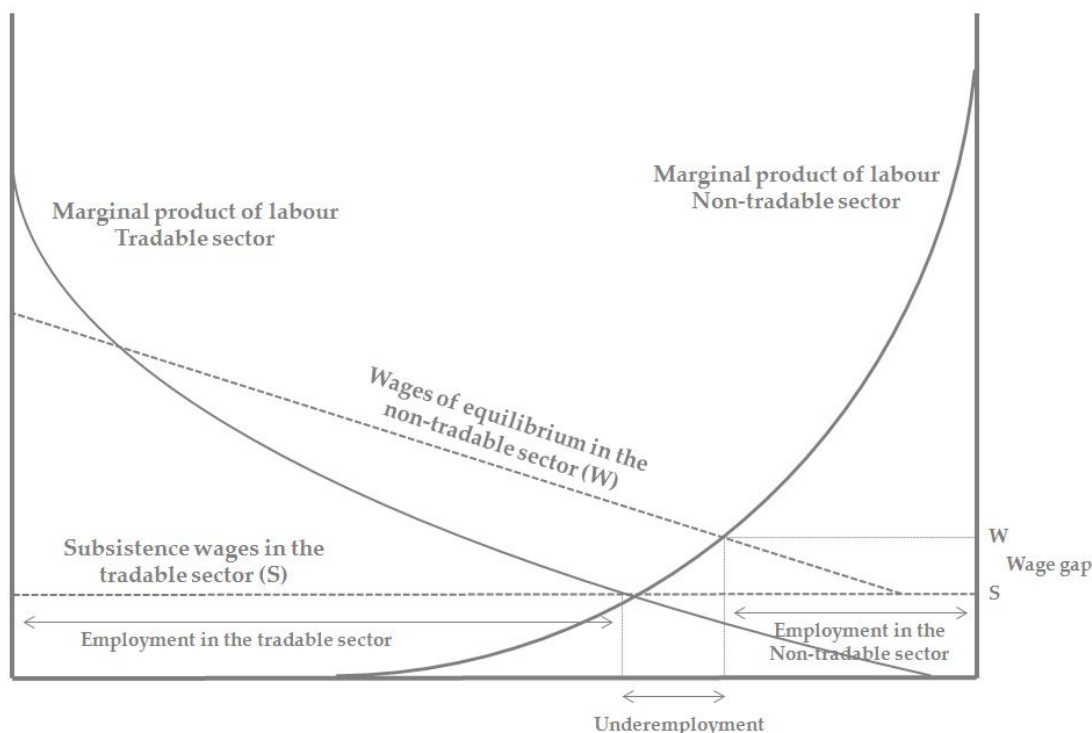 Marginal product of labour
Tradable sector
Marginal product of labour
Non-tradable sector
Wages of equilibrium in the
non-tradable sector (W)
Subsistence wages in the
tradable sector (S)
W
Wage gap
S
Employment in the tradable sector
Employment in the
Non-tradable sector
Underemployment